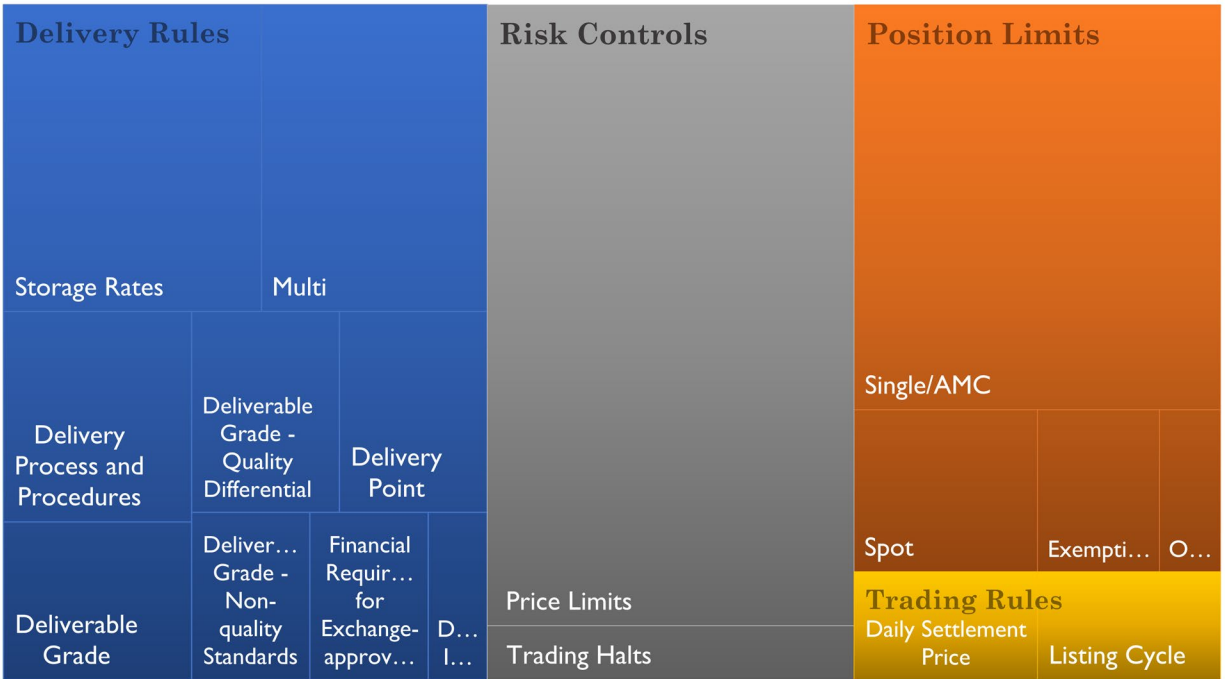 Delivery Rules
Storage Rates
Multi
Delivery
Process and
Procedures
Deliverable
Grade -
Quality
Differential
Delivery
Point
Deliverable
Grade
Deliver…
Grade -
Non-
quality
Standards
Financial
Requir…
for
Exchange-
approv…
D…
I…
Risk Controls
Price Limits
Trading Halts
Position Limits
Single/AMC
Spot
Exempti…
O…
Trading Rules
Daily Settlement
Price
Listing Cycle